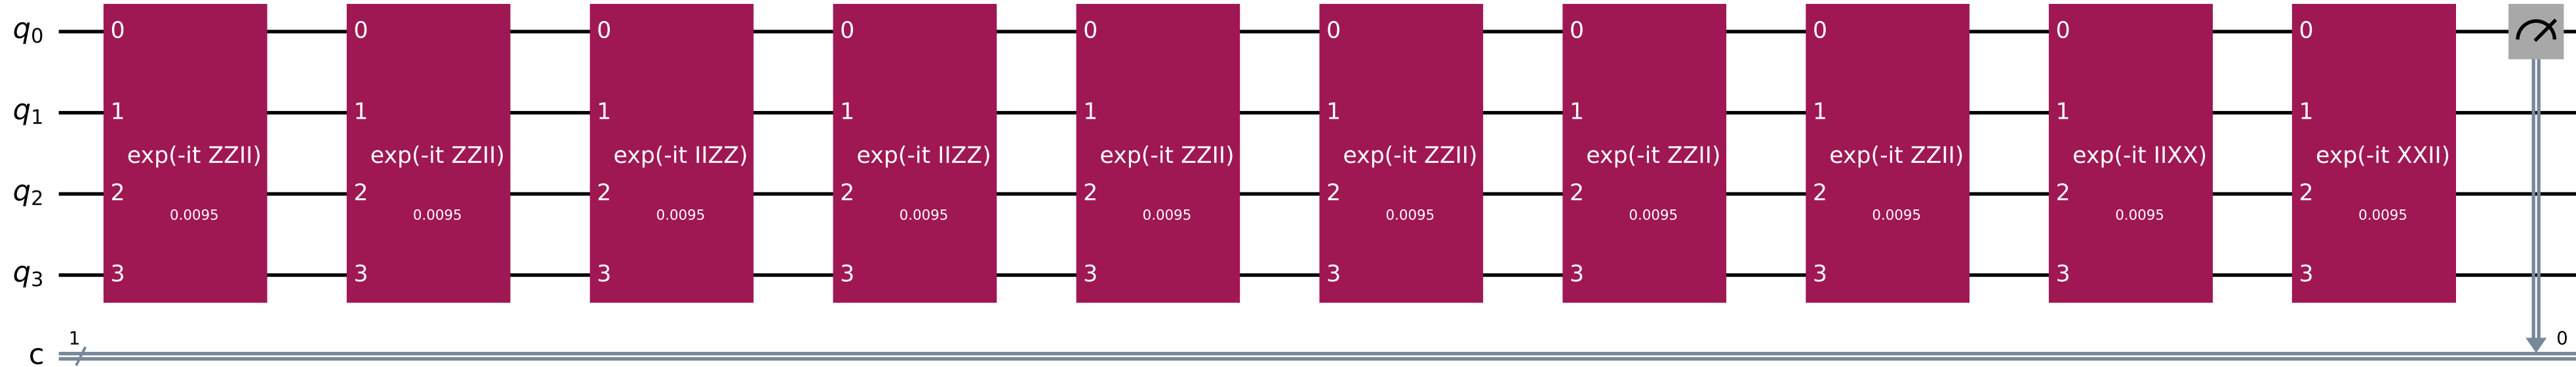 q0 0 0 0 0 0 0 0 0 0 0
q1 1 1 1 1 1 1 1 1 1 1
exp(-it ZZII) exp(-it ZZII) exp(-it IIZZ) exp(-it IIZZ) exp(-it ZZII) exp(-it ZZII) exp(-it ZZII) exp(-it ZZII) exp(-it IIXX) exp(-it XXII)
q2 2 2 2 2 2 2 2 2 2 2
0.0095 0.0095 0.0095 0.0095 0.0095 0.0095 0.0095 0.0095 0.0095 0.0095
q3 3 3 3 3 3 3 3 3 3 3
1 0
c